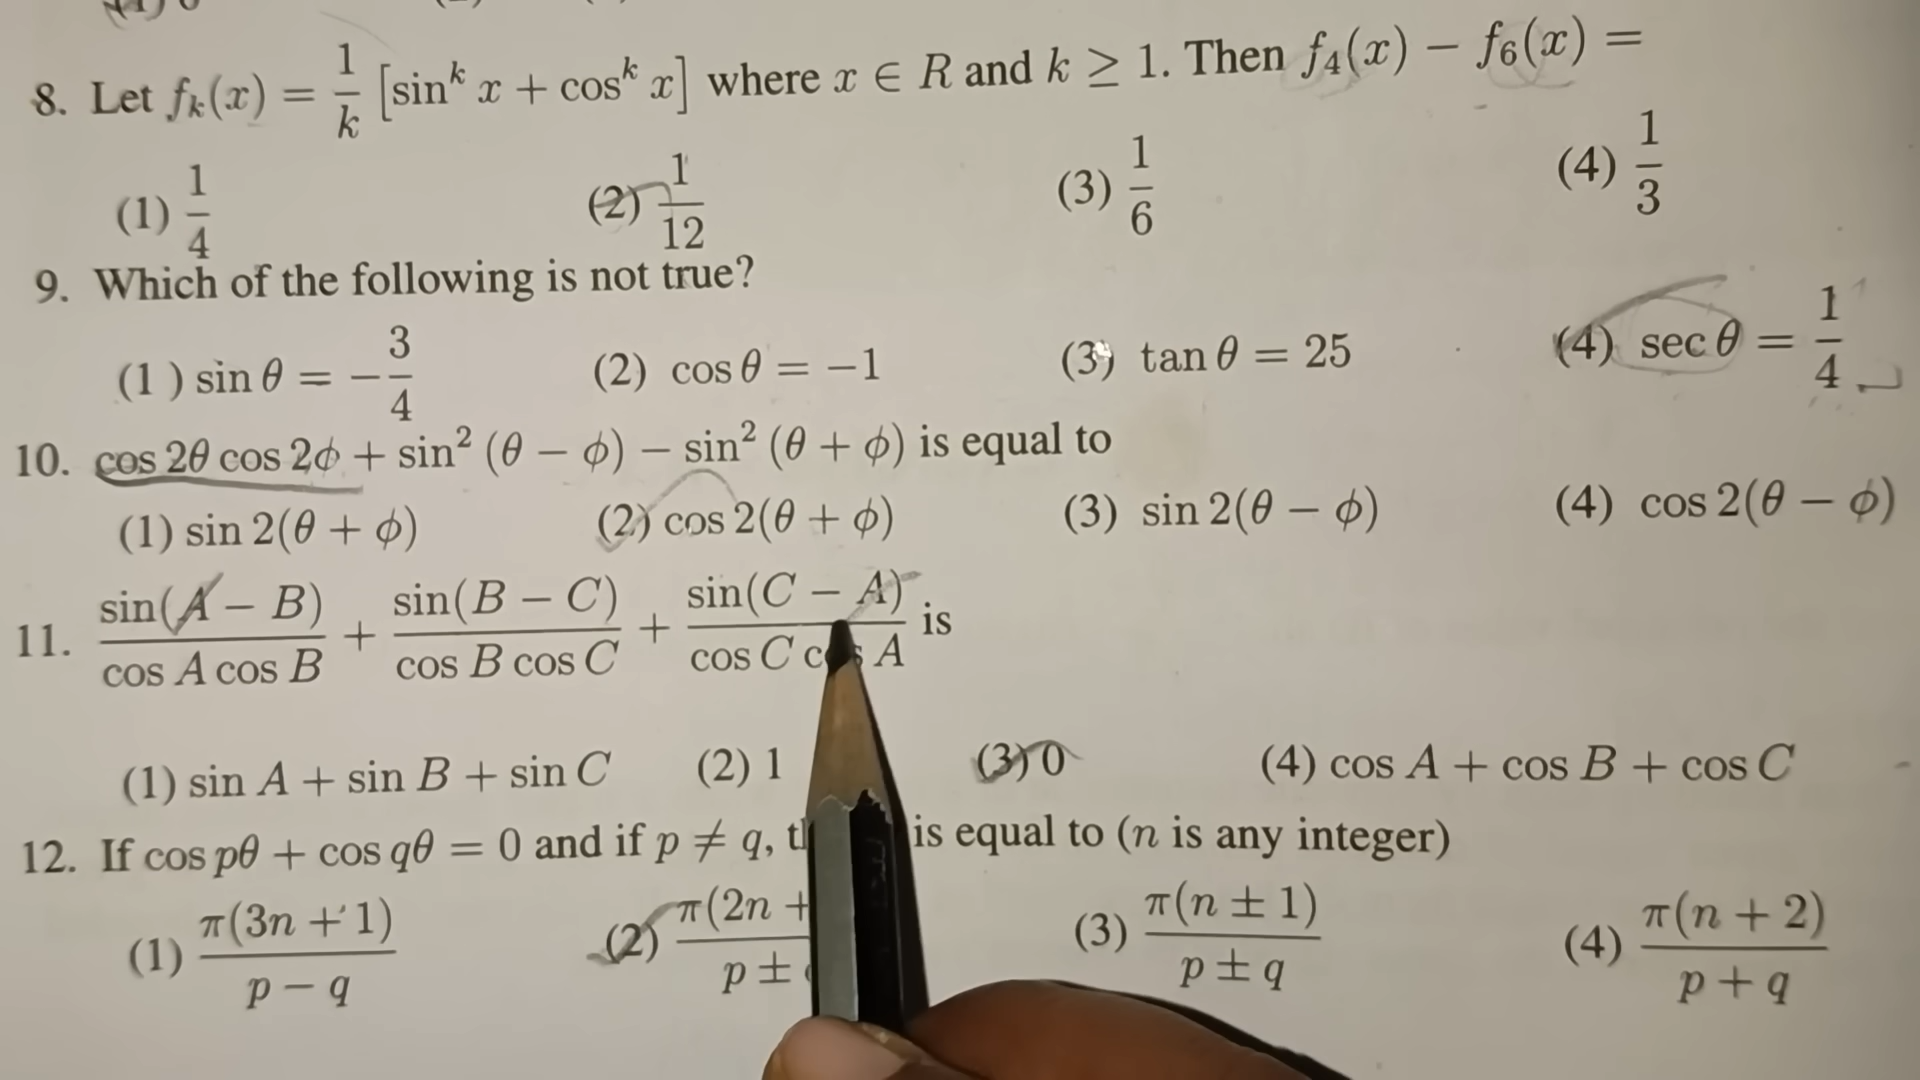 8. Let fₖ(x) = 1/k [sinᵏ x + cosᵏ x] where x ∈ R and k ≥ 1. Then f₄(x) − f₆(x) =
(1) 1/4 (2) 1/12 (3) 1/6 (4) 1/3
9. Which of the following is not true?
(1 ) sin θ = −3/4 (2) cos θ = −1 (3) tan θ = 25 (4) sec θ = 1/4
10. cos 2θ cos 2ϕ + sin² (θ − ϕ) − sin² (θ + ϕ) is equal to
(1) sin 2(θ + ϕ) (2) cos 2(θ + ϕ) (3) sin 2(θ − ϕ) (4) cos 2(θ − ϕ)
11. sin(A − B)/cos A cos B + sin(B − C)/cos B cos C + sin(C − A)/cos C A is
(1) sin A + sin B + sin C (2) 1 (3) 0 (4) cos A + cos B + cos C
12. If cos pθ + cos qθ = 0 and if p ≠ q, is equal to (n is any integer)
(1) π(3n + 1)/p − q (2) π(2n +/p ± (3) π(n ± 1)/p ± q (4) π(n + 2)/p + q